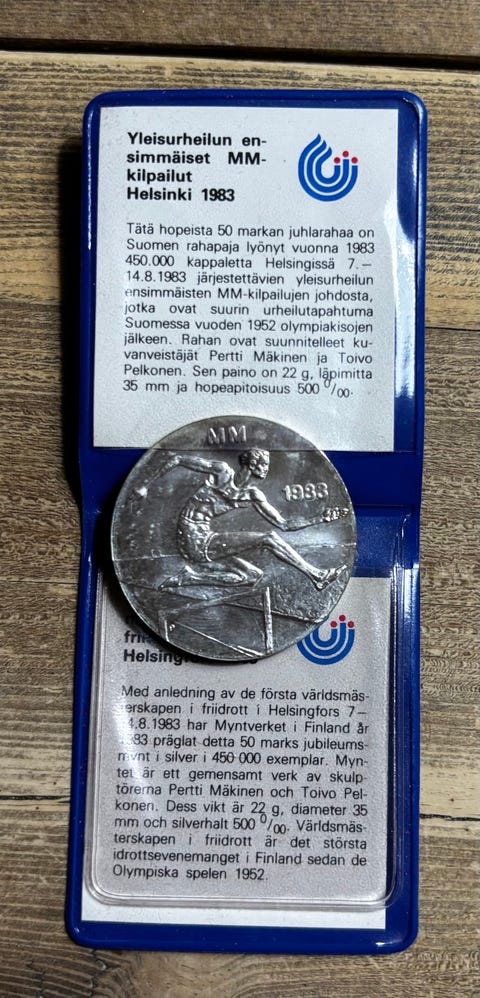 Yleisurheilun en-
simmäiset MM-
kilpailut
Helsinki 1983
Tätä hopeista 50 markan juhlarahaa on
Suomen rahapaja lyönyt vuonna 1983
450.000 kappaletta Helsingissä 7.–
14.8.1983 järjestettävien yleisurheilun
ensimmäisten MM-kilpailujen johdosta,
jotka ovat suurin urheilutapahtuma
Suomessa vuoden 1952 olympiakisojen
jälkeen. Rahan ovat suunnitelleet ku-
vanveistäjät Pertti Mäkinen ja Toivo
Pelkonen. Sen paino on 22 g, läpimitta
35 mm ja hopeapitoisuus 500 0/00.
MM
1983
Med anledning av de första världsmäs-
terskapen i friidrott i Helsingfors 7–
14.8.1983 har Myntverket i Finland år
1983 präglat detta 50 marks jubileums-
mynt i silver i 450 000 exemplar. Myn-
tet är ett gemensamt verk av skulp-
törerna Pertti Mäkinen och Toivo Pel-
konen. Dess vikt är 22 g, diameter 35
mm och silverhalt 500 0/00. Världsmäs-
terskapen i friidrott är det största
idrottsevenemanget i Finland sedan de
Olympiska spelen 1952.